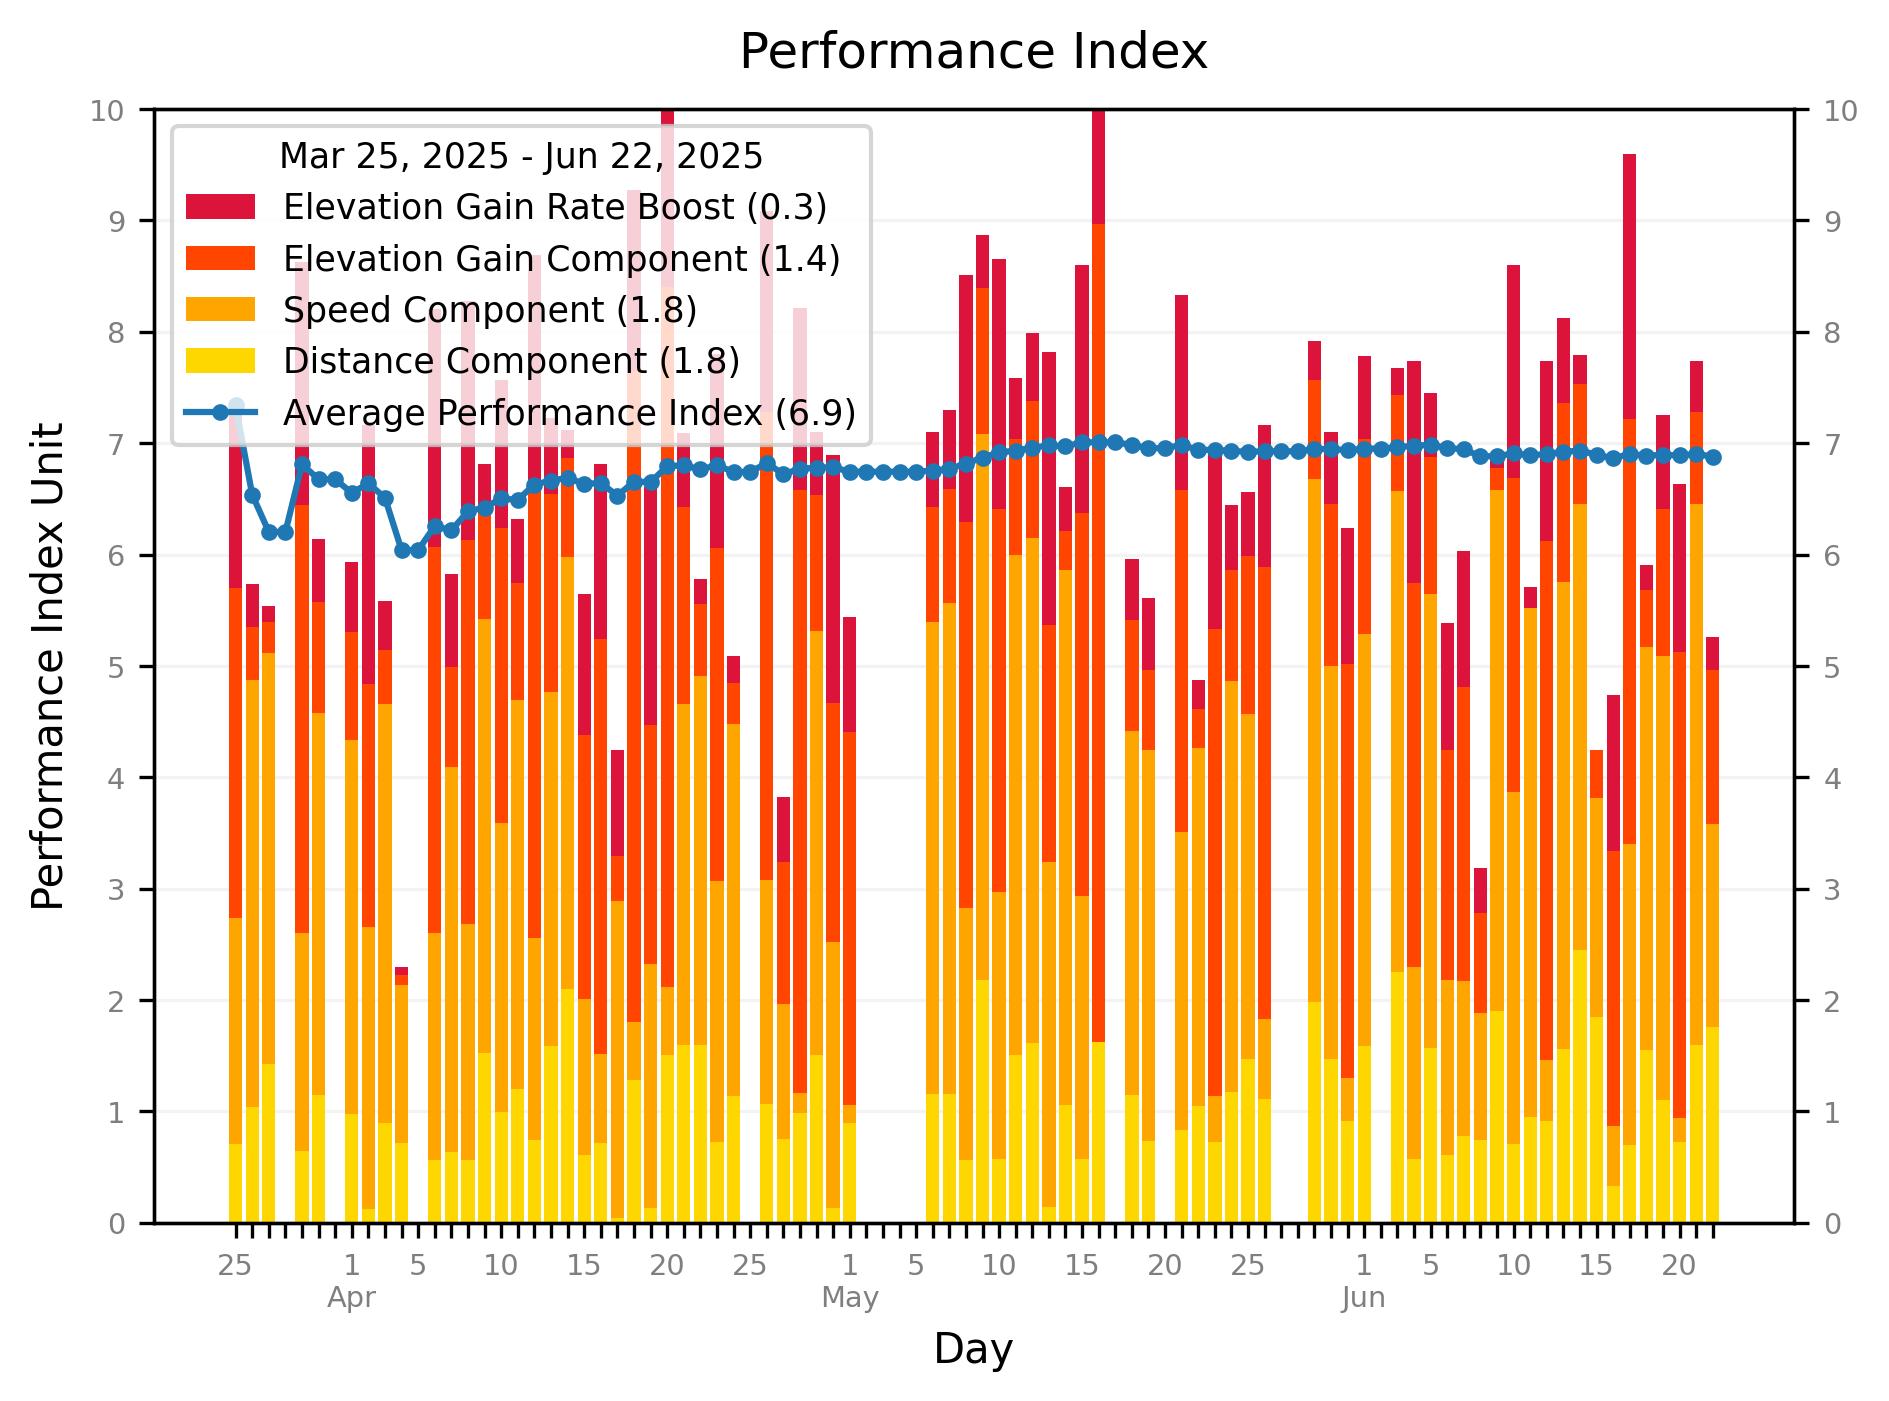 Performance Index
Mar 25, 2025 - Jun 22, 2025
Elevation Gain Rate Boost (0.3)
Elevation Gain Component (1.4)
Speed Component (1.8)
Distance Component (1.8)
Average Performance Index (6.9)
Performance Index Unit
10 10
9 9
8 8
7 7
6 6
5 5
4 4
3 3
2 2
1 1
0 0
25 1 5 10 15 20 25 1 5 10 15 20 25 1 5 10 15 20
Apr May Jun
Day